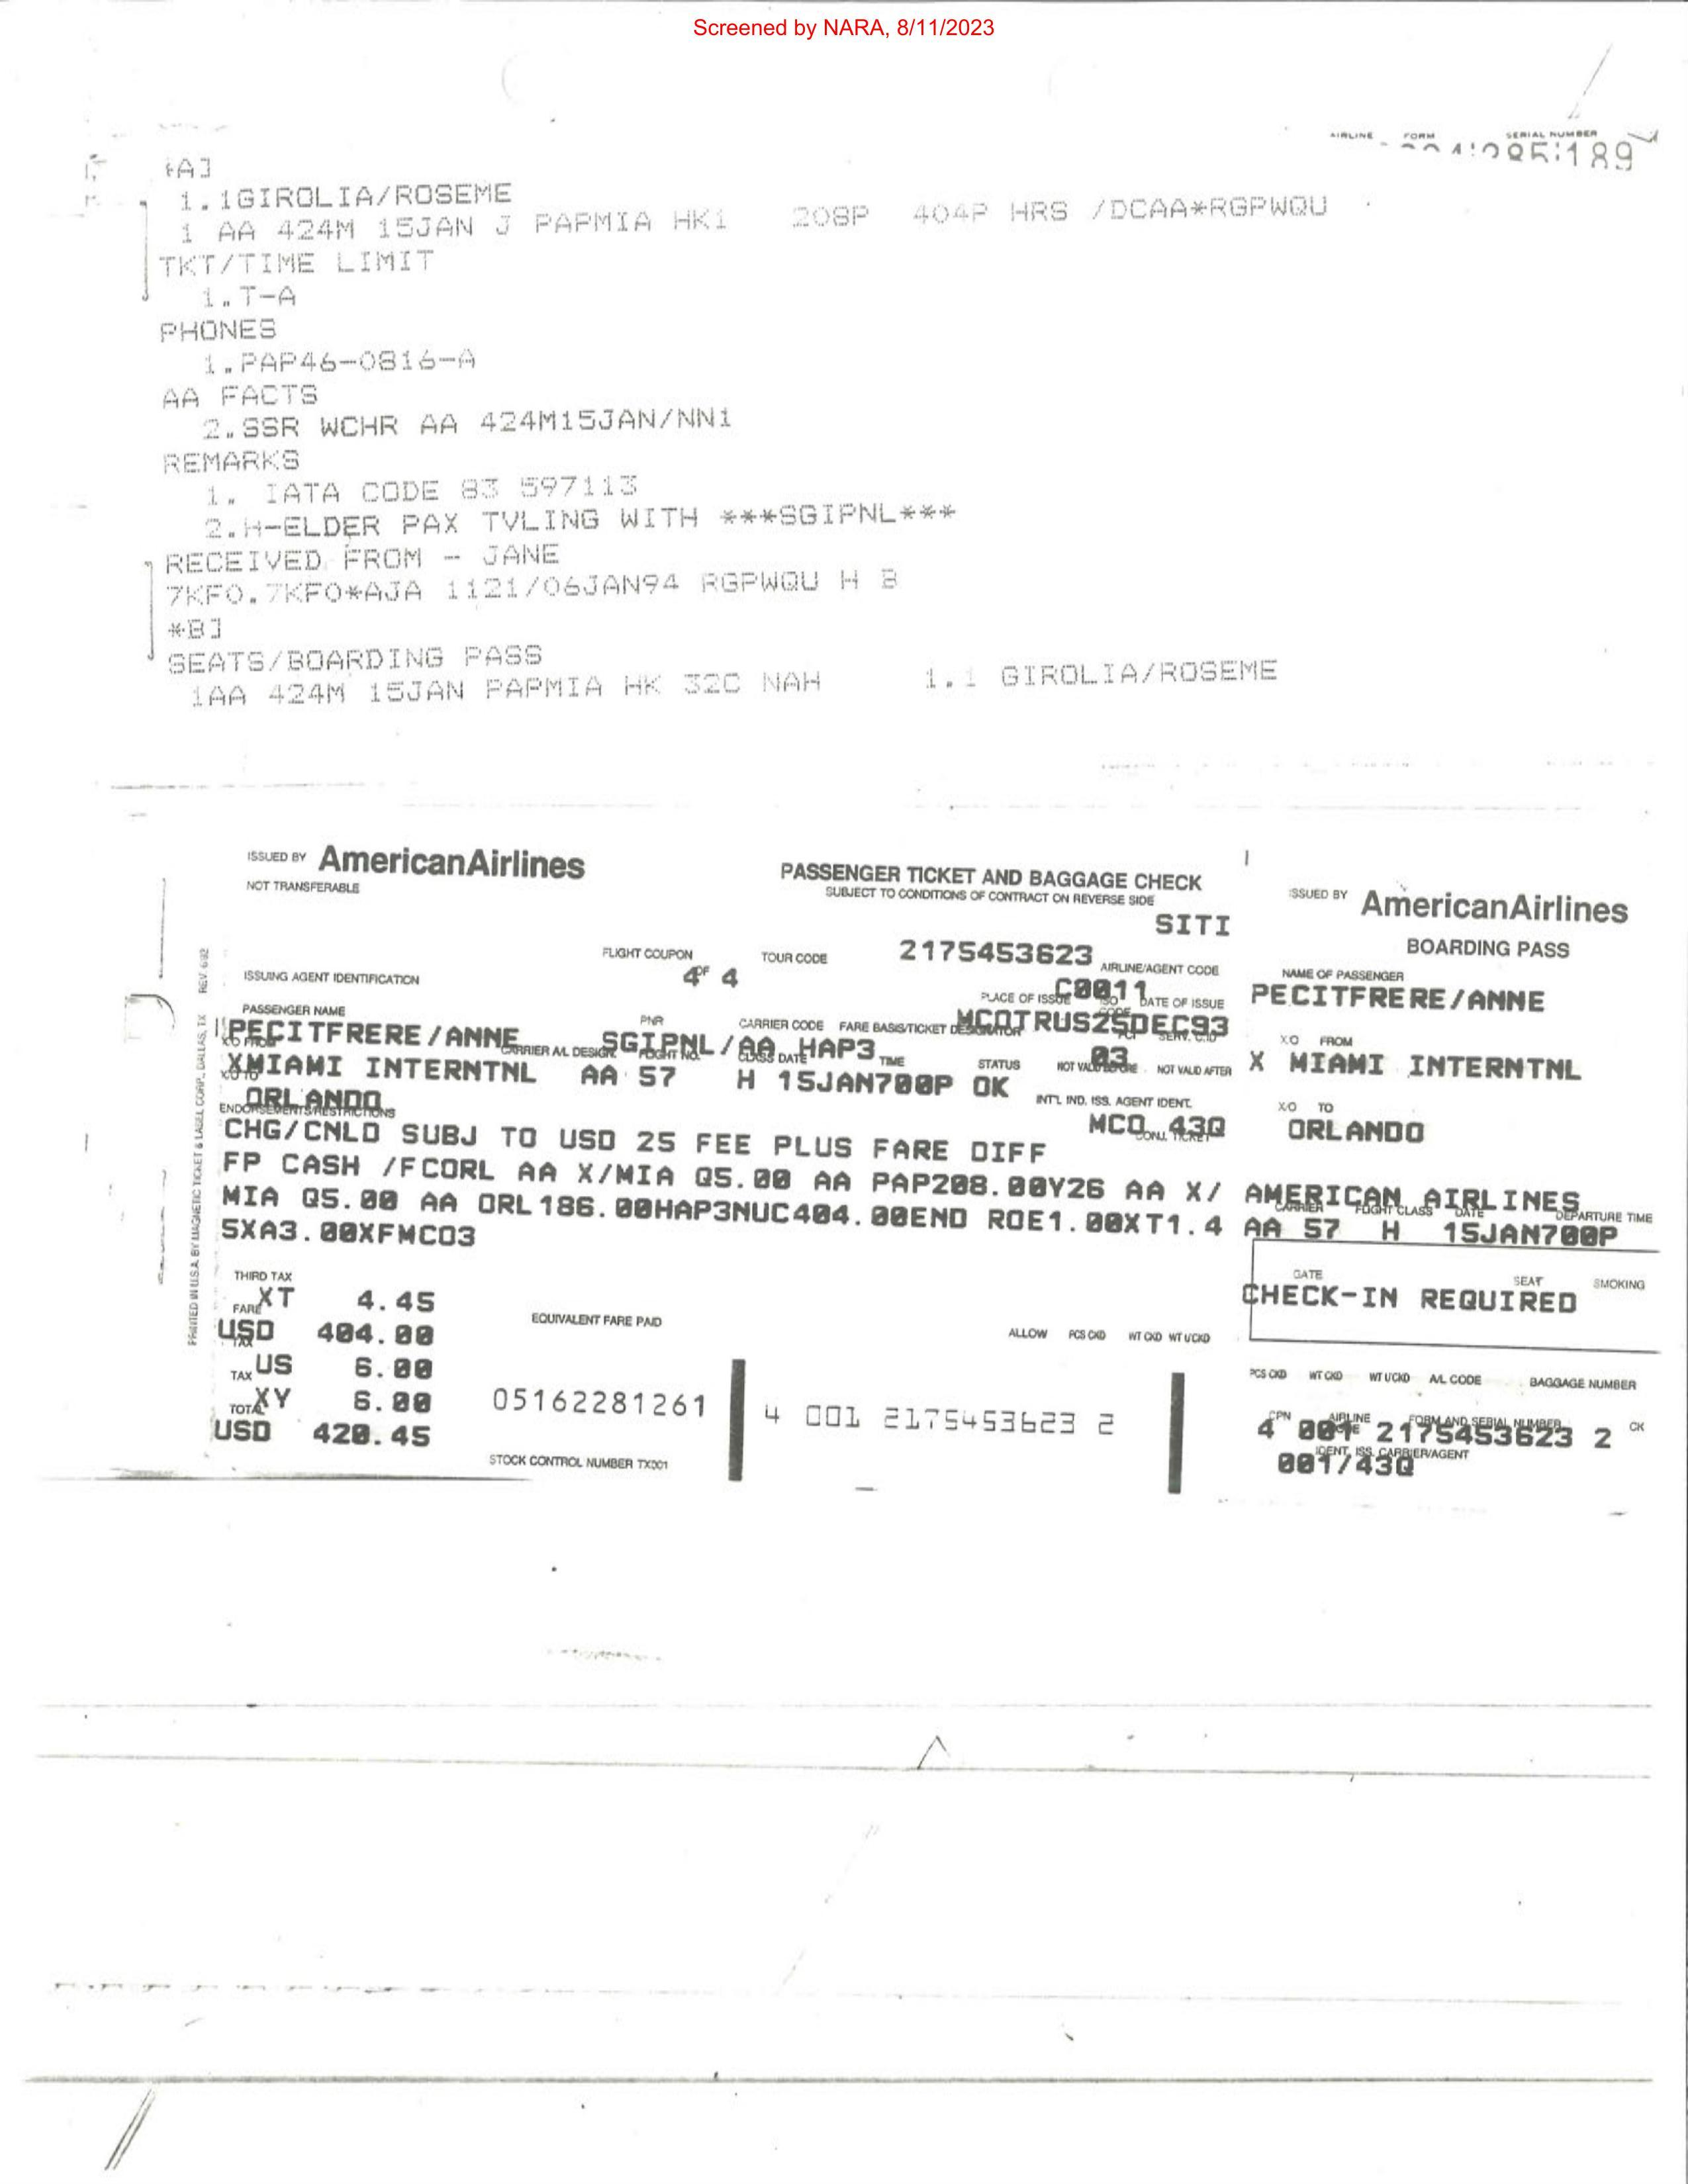 Screened by NARA, 8/11/2023
AIRLINE FORM SERIAL NUMBER
189
1.1GIROLIA/ROSEME
1 AA 424M 15JAN J PAPMIA HK1 208P 404P HRS /DCAA*RGPWQU
TKT/TIME LIMIT
1.T-A
PHONES
1.PAP46-0816-A
AA FACTS
2.SSR WCHR AA 424M15JAN/NN1
REMARKS
1. IATA CODE 83 597113
2.H-ELDER PAX TVLING WITH ***SGIPNL***
RECEIVED FROM - JANE
7KF0.7KF0*AJA 1121/06JAN94 RGPWQU H B
*B]
SEATS/BOARDING PASS
1AA 424M 15JAN PAPMIA HK 32C NAH 1.1 GIROLIA/ROSEME
ISSUED BY AmericanAirlines
NOT TRANSFERABLE
PASSENGER TICKET AND BAGGAGE CHECK
SUBJECT TO CONDITIONS OF CONTRACT ON REVERSE SIDE
SITI
ISSUED BY AmericanAirlines
BOARDING PASS
FLIGHT COUPON TOUR CODE 2175453623 AIRLINE/AGENT CODE
ISSUING AGENT IDENTIFICATION 4 OF 4 C0011
NAME OF PASSENGER
PECITFRERE/ANNE
PLACE OF ISSUE DATE OF ISSUE
PASSENGER NAME PNR CARRIER CODE FARE BASIS/TICKET DESIGNATOR MCOTRUS25DEC93
PECITFRERE/ANNE SGIPNL/AA HAP3 03
CARRIER A/L DESIGN. FLIGHT NO. CLASS DATE TIME STATUS NOT VALID BEFORE NOT VALID AFTER
XMIAMI INTERNTNL AA 57 H 15JAN700P OK
XO FROM
X MIAMI INTERNTNL
ORLANDO
INT'L IND. ISS. AGENT IDENT.
MCO 43Q
CONJ. TICKET
XO TO
ORLANDO
ENDORSEMENTS/RESTRICTIONS
CHG/CNLD SUBJ TO USD 25 FEE PLUS FARE DIFF
FP CASH /FCORL AA X/MIA Q5.00 AA PAP208.00Y26 AA X/
MIA Q5.00 AA ORL186.00HAP3NUC404.00END ROE1.00XT1.4
5XA3.00XFMCO3
AMERICAN AIRLINES
CARRIER FLIGHT CLASS DATE DEPARTURE TIME
AA 57 H 15JAN700P
GATE SEAT SMOKING
CHECK-IN REQUIRED
THIRD TAX
XT 4.45
FARE
USD 404.00
TAX
US 6.00
TAX
XY 6.00
TOTAL
USD 420.45
EQUIVALENT FARE PAID
ALLOW PCS CKD WT CKD WT UCKD
05162281261
4 001 2175453623 2
STOCK CONTROL NUMBER TX001
PCS CKD WT CKD WT UCKD A/L CODE BAGGAGE NUMBER
CPN AIRLINE FORM AND SERIAL NUMBER CK
4 001 2175453623 2
IDENT. ISS. CARRIER/AGENT
001/43Q
PRINTED IN U.S.A. BY MAGNETIC TICKET & LABEL CORP., DALLAS, TX REV. 6/92